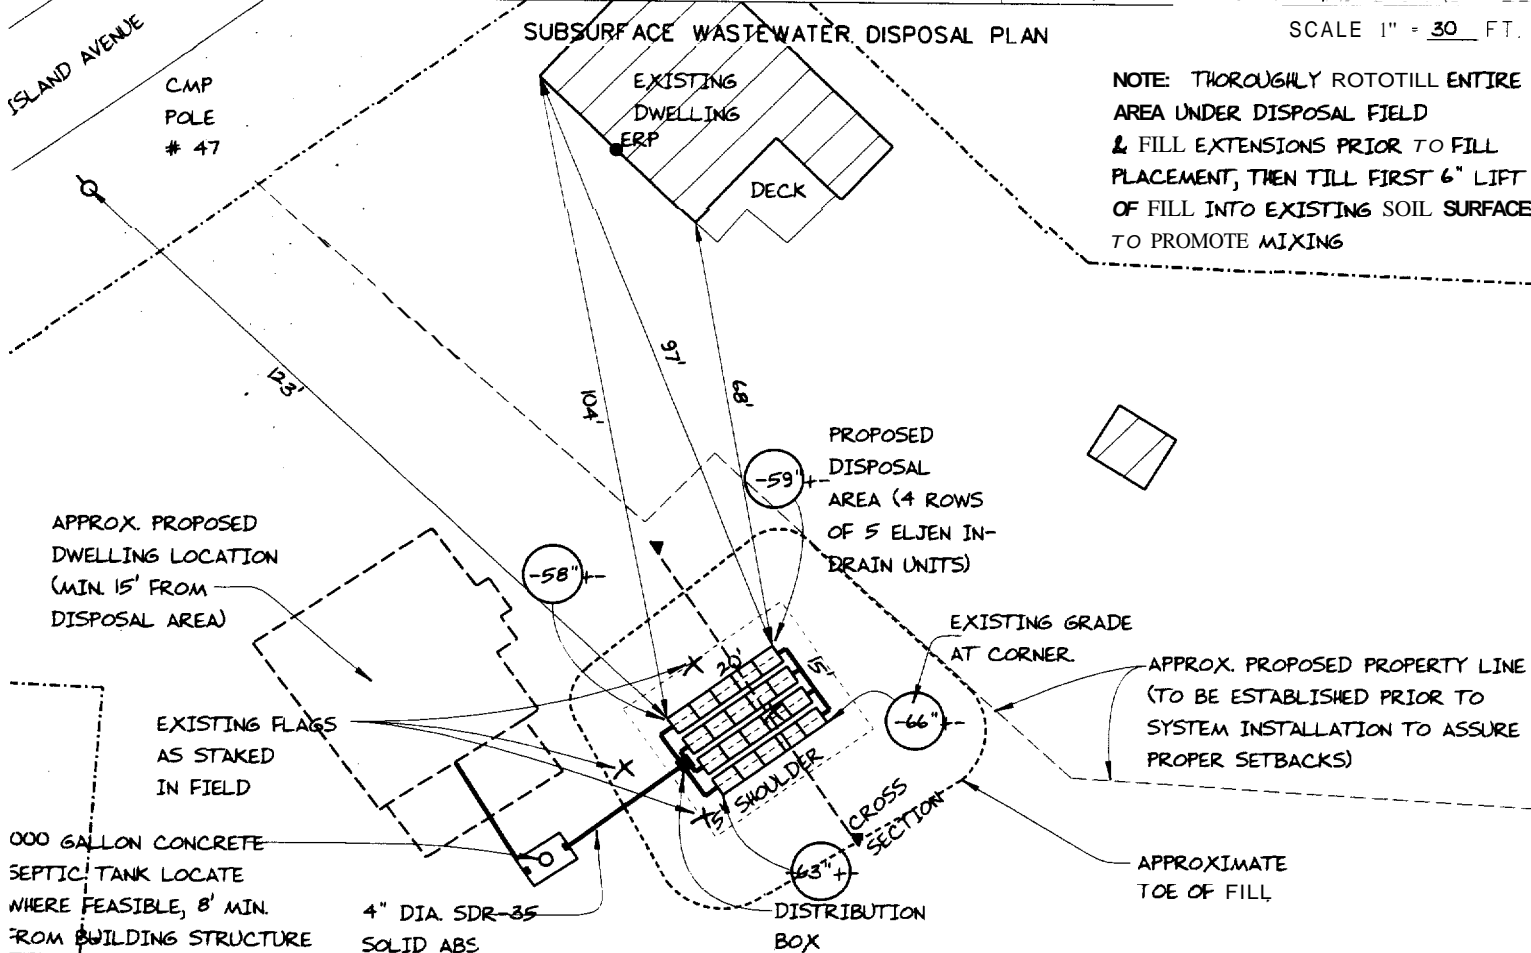 SUBSURFACE WASTEWATER DISPOSAL PLAN
SCALE 1" = 30 FT.
ISLAND AVENUE
CMP
POLE
# 47
EXISTING
DWELLING
ERP
DECK
NOTE: THOROUGHLY ROTOTILL ENTIRE
AREA UNDER DISPOSAL FIELD
& FILL EXTENSIONS PRIOR TO FILL
PLACEMENT, THEN TILL FIRST 6" LIFT
OF FILL INTO EXISTING SOIL SURFACE
TO PROMOTE MIXING
123'
104'
97'
68'
PROPOSED
DISPOSAL
AREA (4 ROWS
OF 5 ELJEN IN-
DRAIN UNITS)
-59"+-
-58"+-
APPROX. PROPOSED
DWELLING LOCATION
(MIN. 15' FROM
DISPOSAL AREA)
EXISTING GRADE
AT CORNER
-66"+-
APPROX. PROPOSED PROPERTY LINE
(TO BE ESTABLISHED PRIOR TO
SYSTEM INSTALLATION TO ASSURE
PROPER SETBACKS)
20'
15'
EXISTING FLAGS
AS STAKED
IN FIELD
5' SHOULDER
CROSS
SECTION
-63"+-
000 GALLON CONCRETE
SEPTIC TANK LOCATE
WHERE FEASIBLE, 8' MIN.
FROM BUILDING STRUCTURE
4" DIA. SDR-35
SOLID ABS
DISTRIBUTION
BOX
APPROXIMATE
TOE OF FILL